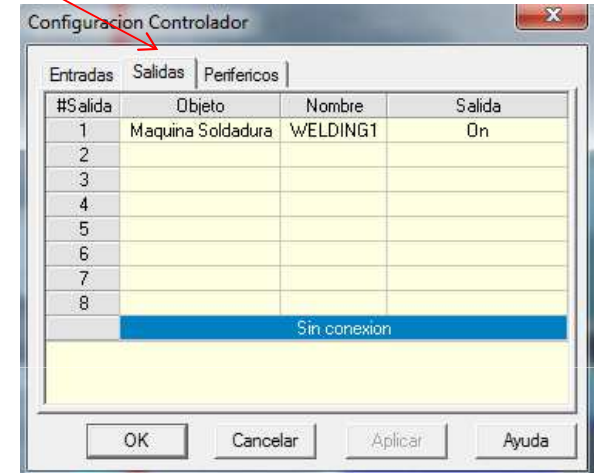 Configuracion Controlador
Entradas Salidas Perifericos
#Salida Objeto Nombre Salida
1 Maquina Soldadura WELDING1 On
2
3
4
5
6
7
8
Sin conexion
OK Cancelar Aplicar Ayuda